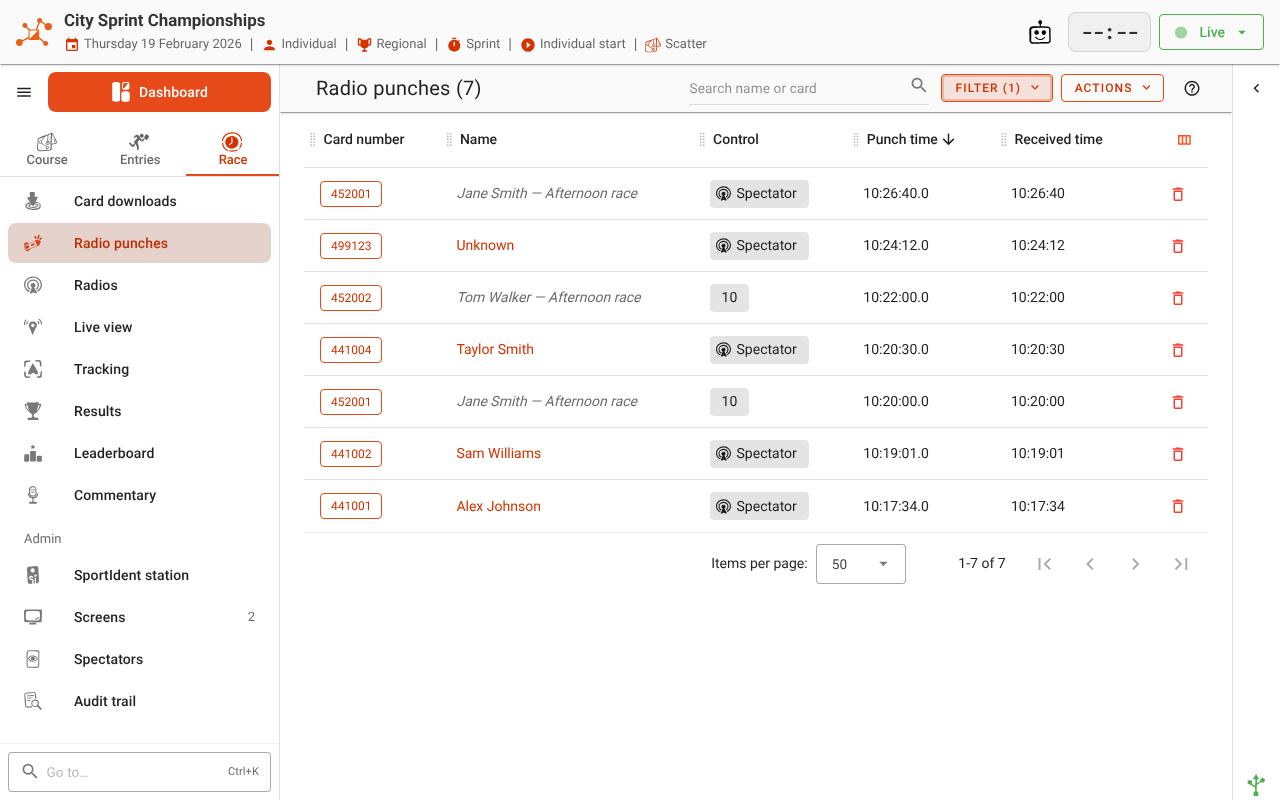 City Sprint Championships
Thursday 19 February 2026 | Individual | Regional | Sprint | Individual start | Scatter
--:--
Live
Dashboard
Radio punches (7)
Search name or card
FILTER (1)
ACTIONS
Course
Entries
Race
Card number Name Control Punch time Received time
Card downloads
Radio punches
Radios
Live view
Tracking
Results
Leaderboard
Commentary
Admin
SportIdent station
Screens 2
Spectators
Audit trail
Go to... Ctrl+K
452001 Jane Smith — Afternoon race Spectator 10:26:40.0 10:26:40
499123 Unknown Spectator 10:24:12.0 10:24:12
452002 Tom Walker — Afternoon race 10 10:22:00.0 10:22:00
441004 Taylor Smith Spectator 10:20:30.0 10:20:30
452001 Jane Smith — Afternoon race 10 10:20:00.0 10:20:00
441002 Sam Williams Spectator 10:19:01.0 10:19:01
441001 Alex Johnson Spectator 10:17:34.0 10:17:34
Items per page: 50 1-7 of 7